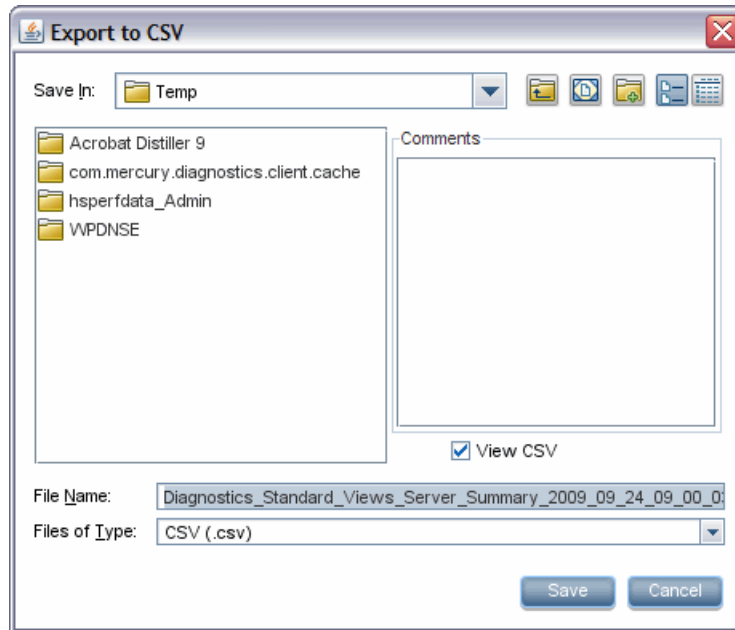 Export to CSV
Save In: Temp
Acrobat Distiller 9
com.mercury.diagnostics.client.cache
hsperfdata_Admin
WPDNSE
Comments
View CSV
File Name: Diagnostics_Standard_Views_Server_Summary_2009_09_24_09_00_0
Files of Type: CSV (.csv)
Save Cancel